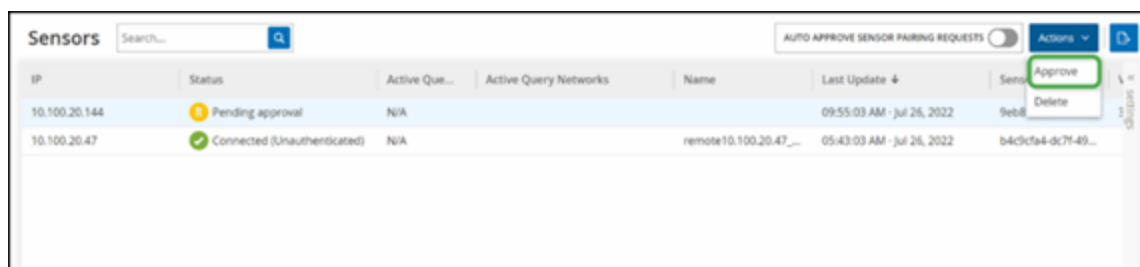 Sensors Search... AUTO APPROVE SENSOR PAIRING REQUESTS Actions
IP Status Active Que... Active Query Networks Name Last Update Approve
10.100.20.144 Pending approval N/A 09:55:03 AM - Jul 26, 2022 9eb8 Delete
10.100.20.47 Connected (Unauthenticated) N/A remote10.100.20.47_... 05:43:03 AM - Jul 26, 2022 b4c9cfa4-dc7f-49...
settings